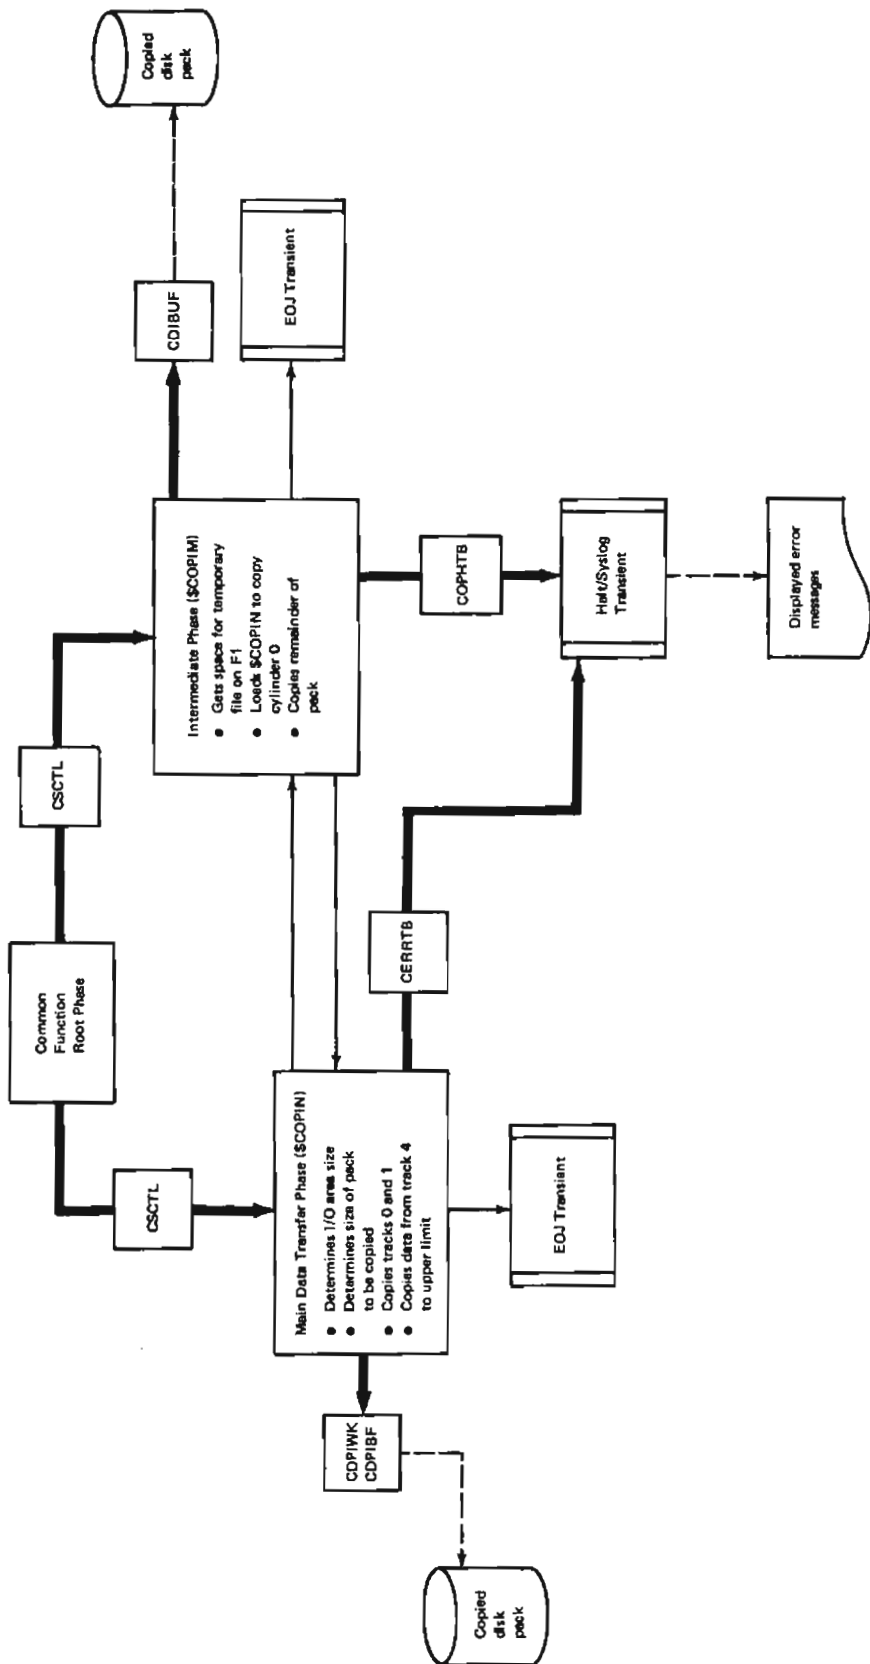 Common
Function
Root Phase
CSCTL
CSCTL
Main Data Transfer Phase ($COPIN)
● Determines I/O area size
● Determines size of pack
to be copied
● Copies tracks 0 and 1
● Copies data from track 4
to upper limit
Intermediate Phase ($COPIM)
● Gets space for temporary
file on F1
● Loads $COPIN to copy
cylinder 0
● Copies remainder of
pack
CDPIWK
CDPIBF
Copied
disk
pack
CERRTB
EOJ Transient
CDIBUF
Copied
disk
pack
EOJ Transient
COPHTB
Halt/Syslog
Transient
Displayed error
messages